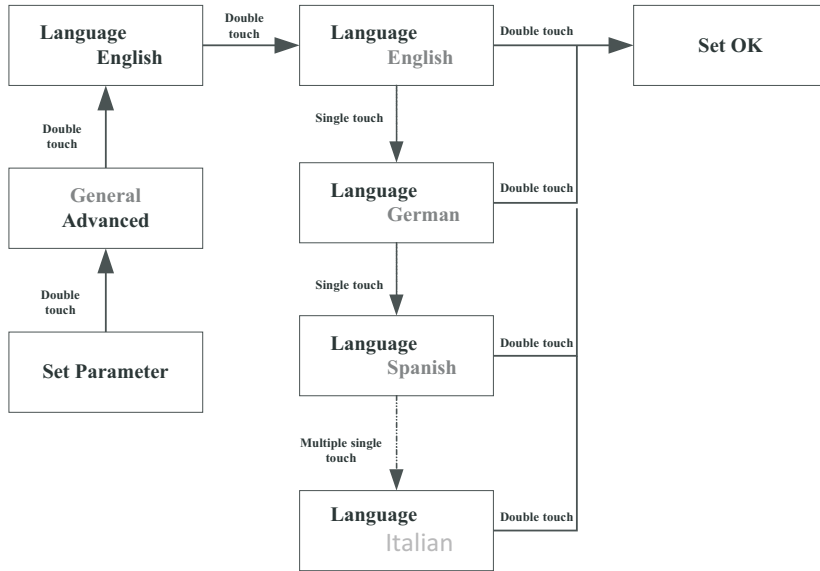 Language
English
Double
touch
Language
English
Double touch
Set OK
Double
touch
Single touch
General
Advanced
Language
German
Double touch
Double
touch
Single touch
Set Parameter
Language
Spanish
Double touch
Multiple single
touch
Language
Italian
Double touch